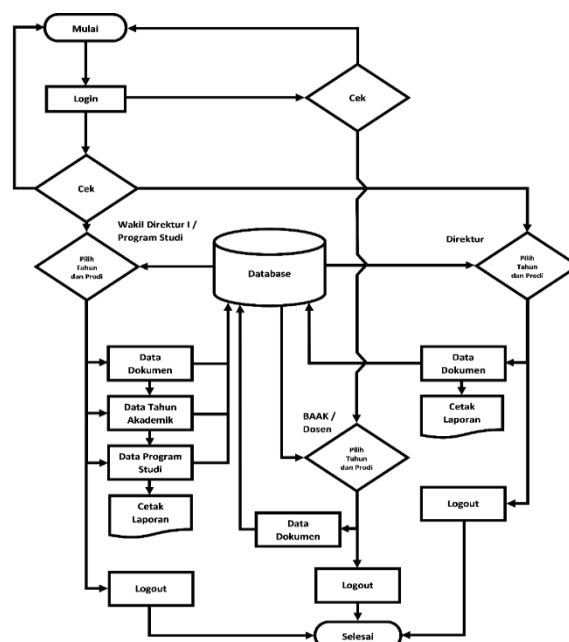 Mulai
Login
Cek
Cek
Wakil Direktur I /
Program Studi
Direktur
Pilih
Tahun
dan Prodi
Database
Pilih
Tahun
dan Prodi
Data
Dokumen
Data
Dokumen
Data Tahun
Akademik
Cetak
Laporan
BAAK /
Dosen
Pilih
Tahun
dan Prodi
Data Program
Studi
Cetak
Laporan
Data
Dokumen
Logout
Logout
Logout
Selesai